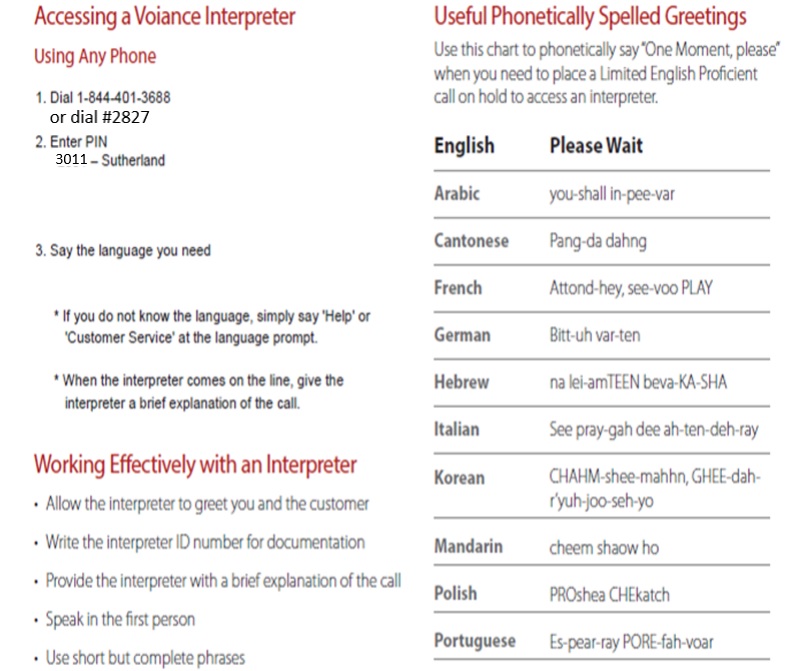 Accessing a Voiance Interpreter
Using Any Phone
1. Dial 1-844-401-3688
or dial #2827
2. Enter PIN
3011 – Sutherland
3. Say the language you need
* If you do not know the language, simply say 'Help' or
'Customer Service' at the language prompt.
* When the interpreter comes on the line, give the
interpreter a brief explanation of the call.
Working Effectively with an Interpreter
• Allow the interpreter to greet you and the customer
• Write the interpreter ID number for documentation
• Provide the interpreter with a brief explanation of the call
• Speak in the first person
• Use short but complete phrases
Useful Phonetically Spelled Greetings
Use this chart to phonetically say "One Moment, please"
when you need to place a Limited English Proficient
call on hold to access an interpreter.
English Please Wait
Arabic you-shall in-pee-var
Cantonese Pang-da dahng
French Attond-hey, see-voo PLAY
German Bitt-uh var-ten
Hebrew na lei-amTEEN beva-KA-SHA
Italian See pray-gah dee ah-ten-deh-ray
Korean CHAHM-shee-mahhn, GHEE-dah-
r'yuh-joo-seh-yo
Mandarin cheem shaow ho
Polish PROshea CHEkatch
Portuguese Es-pear-ray PORE-fah-voar